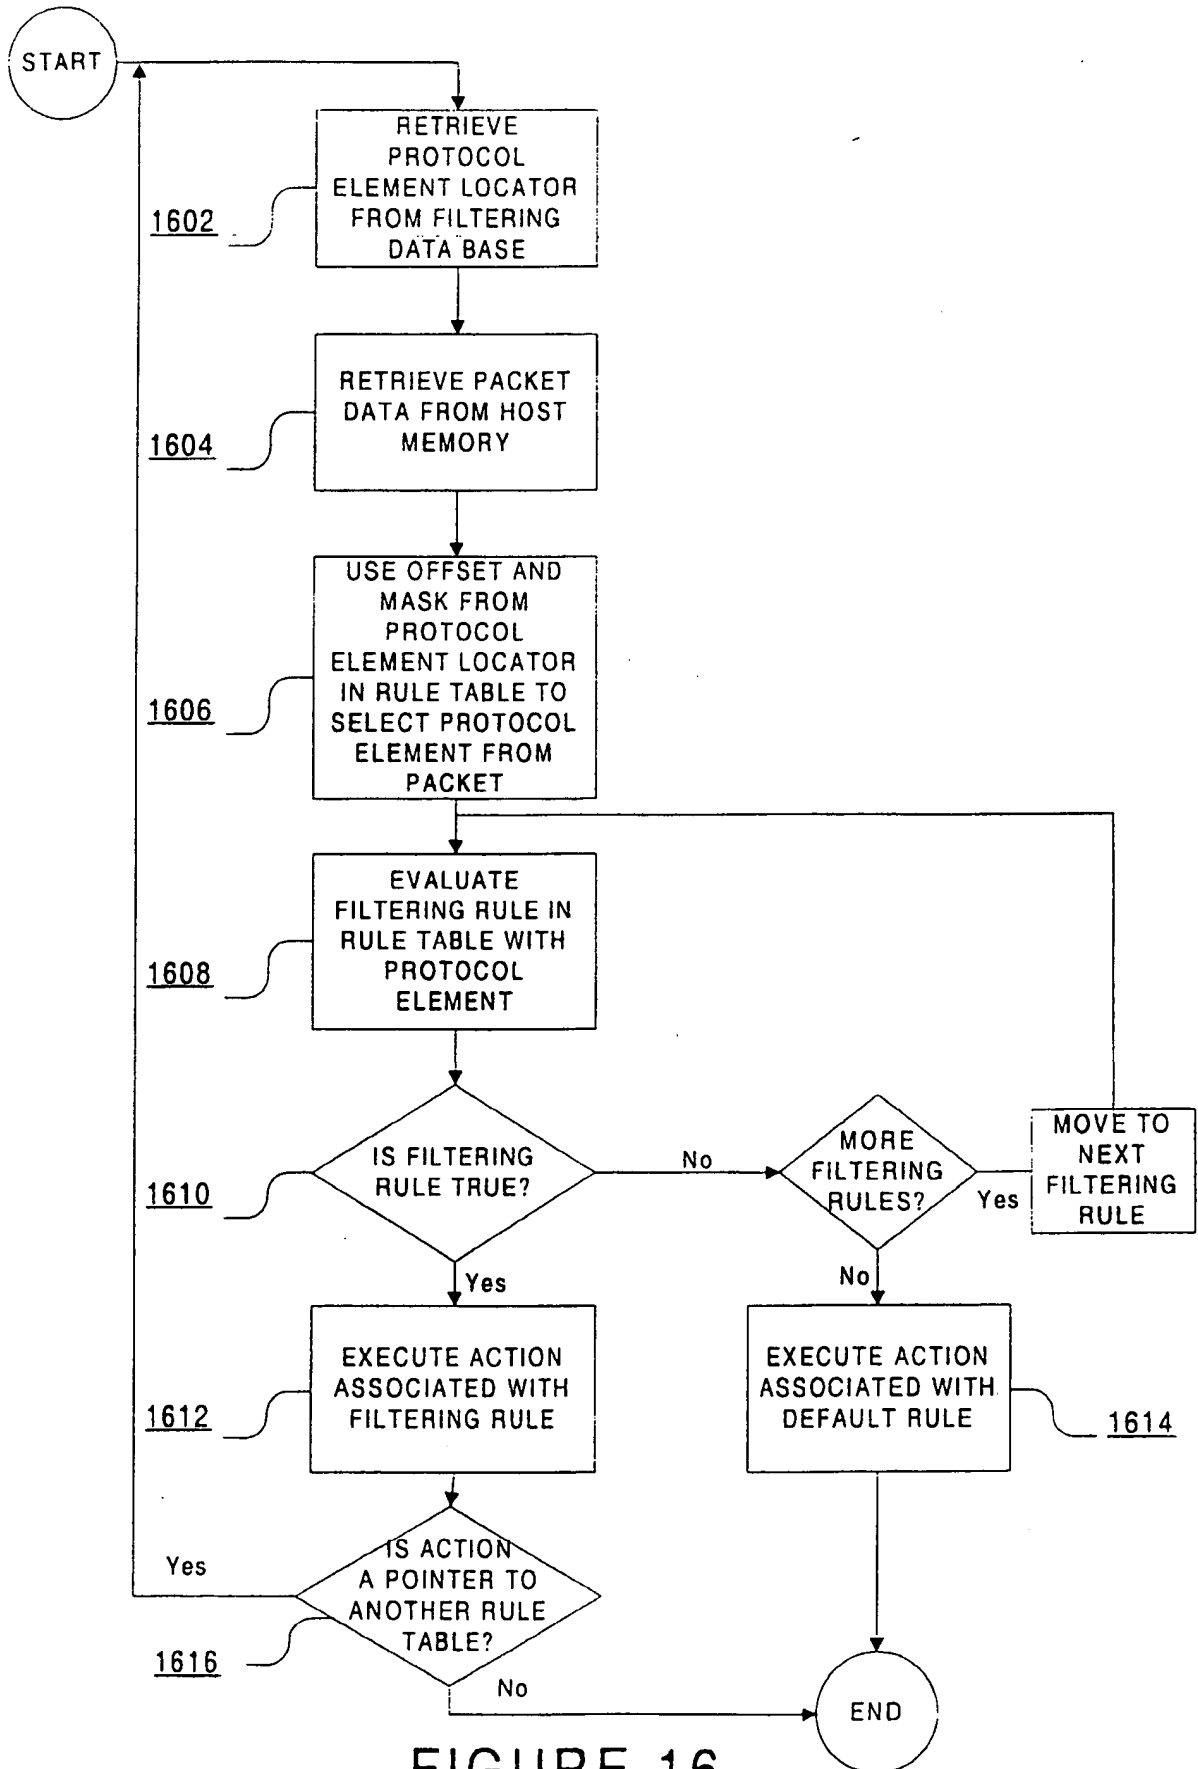 START
RETRIEVE
PROTOCOL
ELEMENT LOCATOR
FROM FILTERING
DATA BASE
1602
RETRIEVE PACKET
DATA FROM HOST
MEMORY
1604
USE OFFSET AND
MASK FROM
PROTOCOL
ELEMENT LOCATOR
IN RULE TABLE TO
SELECT PROTOCOL
ELEMENT FROM
PACKET
1606
EVALUATE
FILTERING RULE IN
RULE TABLE WITH
PROTOCOL
ELEMENT
1608
IS FILTERING
RULE TRUE?
1610
No
MORE
FILTERING
RULES?
Yes
MOVE TO
NEXT
FILTERING
RULE
Yes
No
EXECUTE ACTION
ASSOCIATED WITH
FILTERING RULE
1612
EXECUTE ACTION
ASSOCIATED WITH
DEFAULT RULE
1614
Yes
IS ACTION
A POINTER TO
ANOTHER RULE
TABLE?
1616
No
END
FIGURE 16